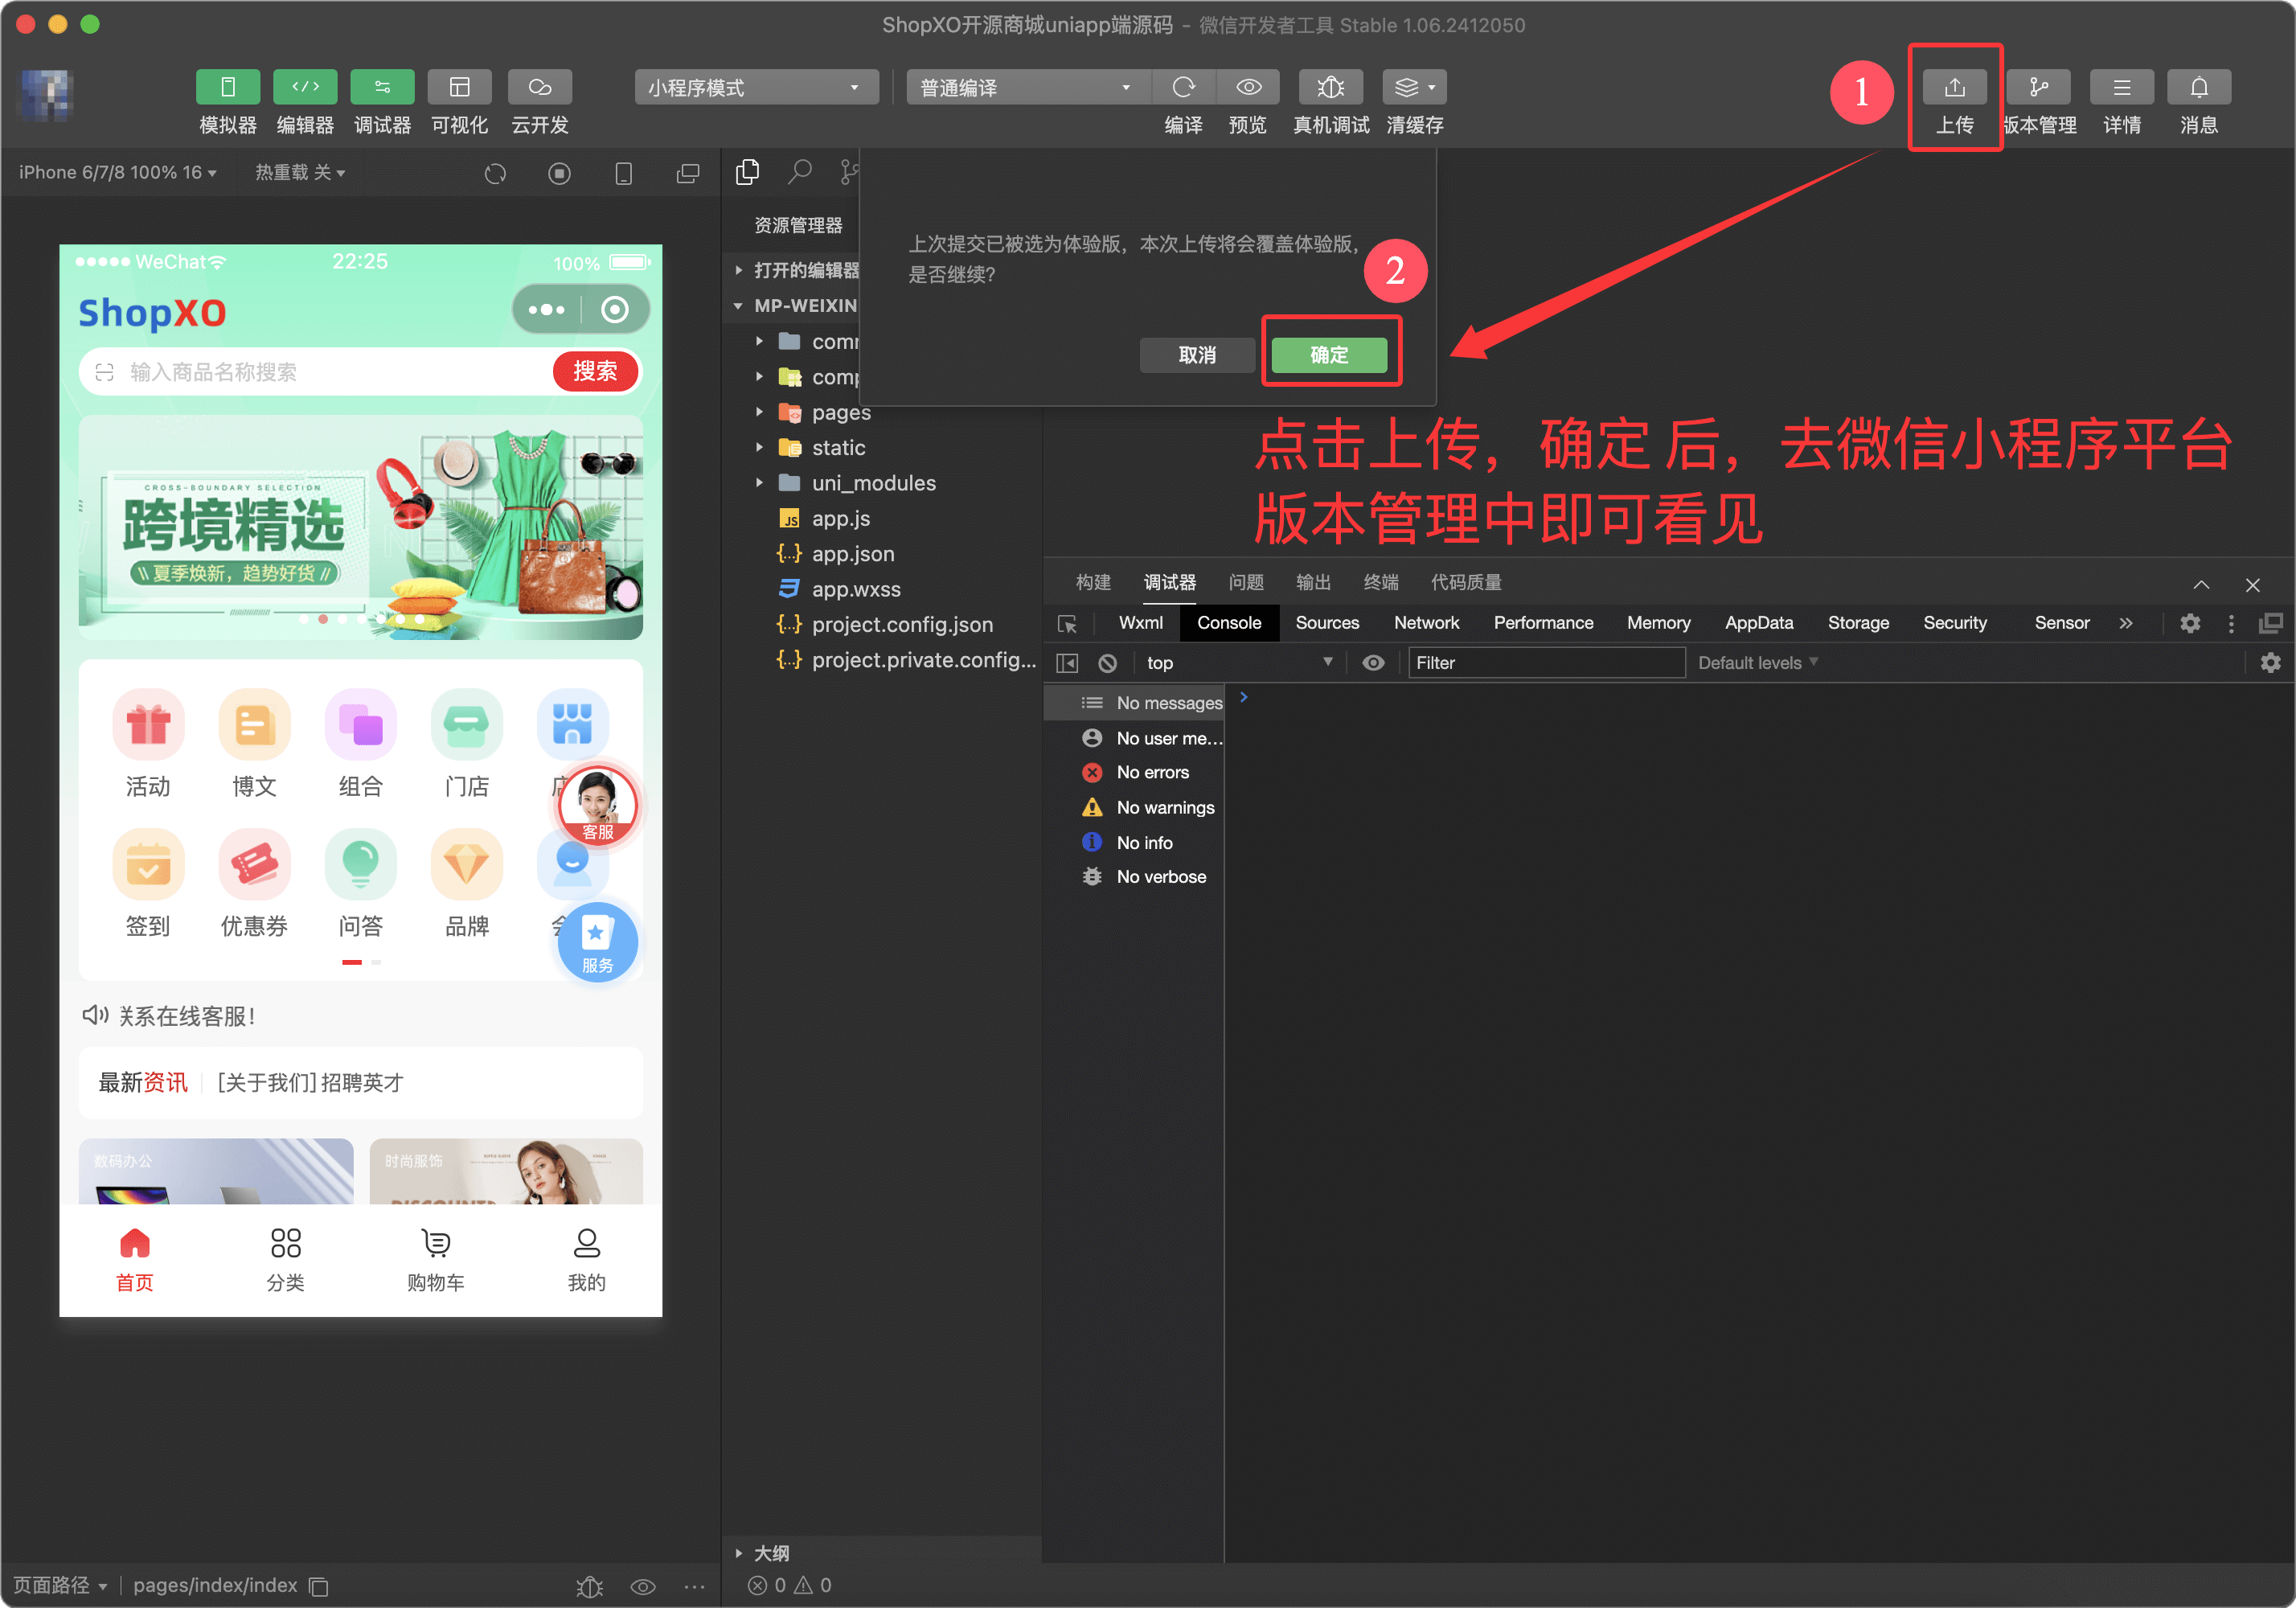 ShopXO开源商城uniapp端源码 - 微信开发者工具 Stable 1.06.2412050
小程序模式
普通编译
模拟器 编辑器 调试器 可视化 云开发
编译 预览 真机调试 清缓存
1
上传 版本管理 详情 消息
iPhone 6/7/8 100% 16
热重载 关
资源管理器
打开的编辑器
MP-WEIXIN
pages
static
uni_modules
app.js
app.json
app.wxss
project.config.json
project.private.config...
大纲
上次提交已被选为体验版，本次上传将会覆盖体验版，
是否继续?
2
取消
确定
点击上传，确定 后，去微信小程序平台
版本管理中即可看见
WeChat
22:25
100%
ShopXO
输入商品名称搜索
搜索
CROSS-BOUNDARY SELECTION
跨境精选
\\ 夏季焕新，趋势好货 //
活动 博文 组合 门店
客服
签到 优惠券 问答 品牌
服务
关系在线客服！
最新资讯
[关于我们] 招聘英才
数码办公
时尚服饰
首页 分类 购物车 我的
构建 调试器 问题 输出 终端 代码质量
Wxml Console Sources Network Performance Memory AppData Storage Security Sensor »
top
Filter
Default levels
No messages
No user me...
No errors
No warnings
No info
No verbose
页面路径
pages/index/index
0 0